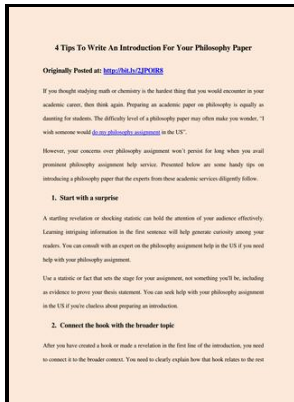 4 Tips To Write An Introduction For Your Philosophy Paper
Originally Posted at: http://bit.ly/2JPOIR8
If you thought studying math or chemistry is the hardest thing that you would encounter in your
academic career, then think again. Preparing an academic paper on philosophy is equally as
daunting for students. The difficulty level of a philosophy paper may often make you wonder, "I
wish someone would do my philosophy assignment in the US".
However, your concerns over philosophy assignment won't persist for long when you avail
prominent philosophy assignment help service. Presented below are some handy tips on
introducing a philosophy paper that the experts from these academic services diligently follow.
1. Start with a surprise
A startling revelation or shocking statistic can hold the attention of your audience effectively.
Learning intriguing information in the first sentence will help generate curiosity among your
readers. You can consult with an expert on the philosophy assignment help in the US if you need
help with your philosophy assignment.
Use a statistic or fact that sets the stage for your assignment, not something you'll be, including
as evidence to prove your thesis statement. You can seek help with your philosophy assignment
in the US if you're clueless about preparing an introduction.
2. Connect the hook with the broader topic
After you have created a hook or made a revelation in the first line of the introduction, you need
to connect it to the broader context. You need to clearly explain how that hook relates to the rest